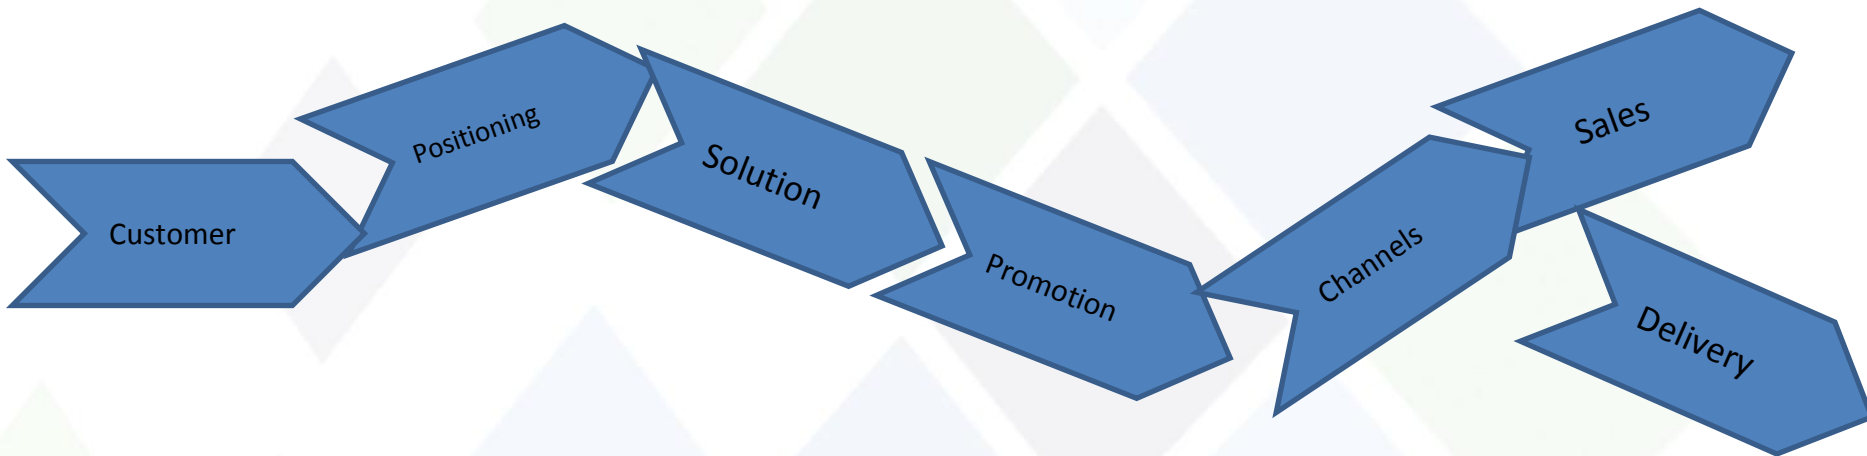 Customer
Positioning
Solution
Promotion
Channels
Sales
Delivery